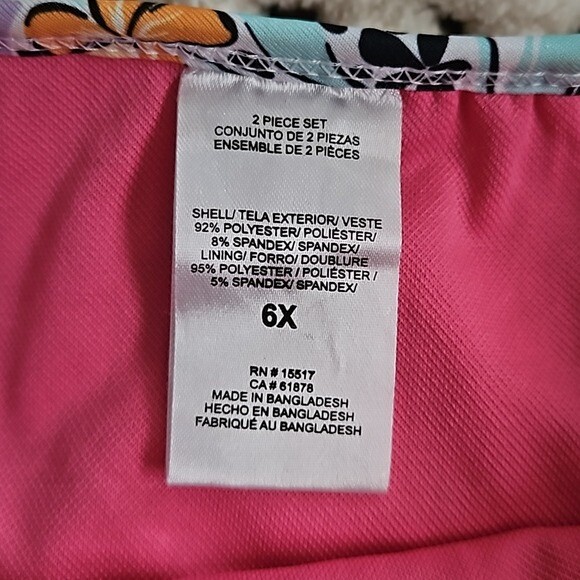 2 PIECE SET
CONJUNTO DE 2 PIEZAS
ENSEMBLE DE 2 PIÈCES
SHELL/ TELA EXTERIOR/ VESTE
92% POLYESTER/ POLIÉSTER/
8% SPANDEX/ SPANDEX/
LINING/ FORRO/ DOUBLURE
95% POLYESTER / POLIÉSTER /
5% SPANDEX/ SPANDEX/
6X
RN # 15517
CA # 61878
MADE IN BANGLADESH
HECHO EN BANGLADESH
FABRIQUÉ AU BANGLADESH